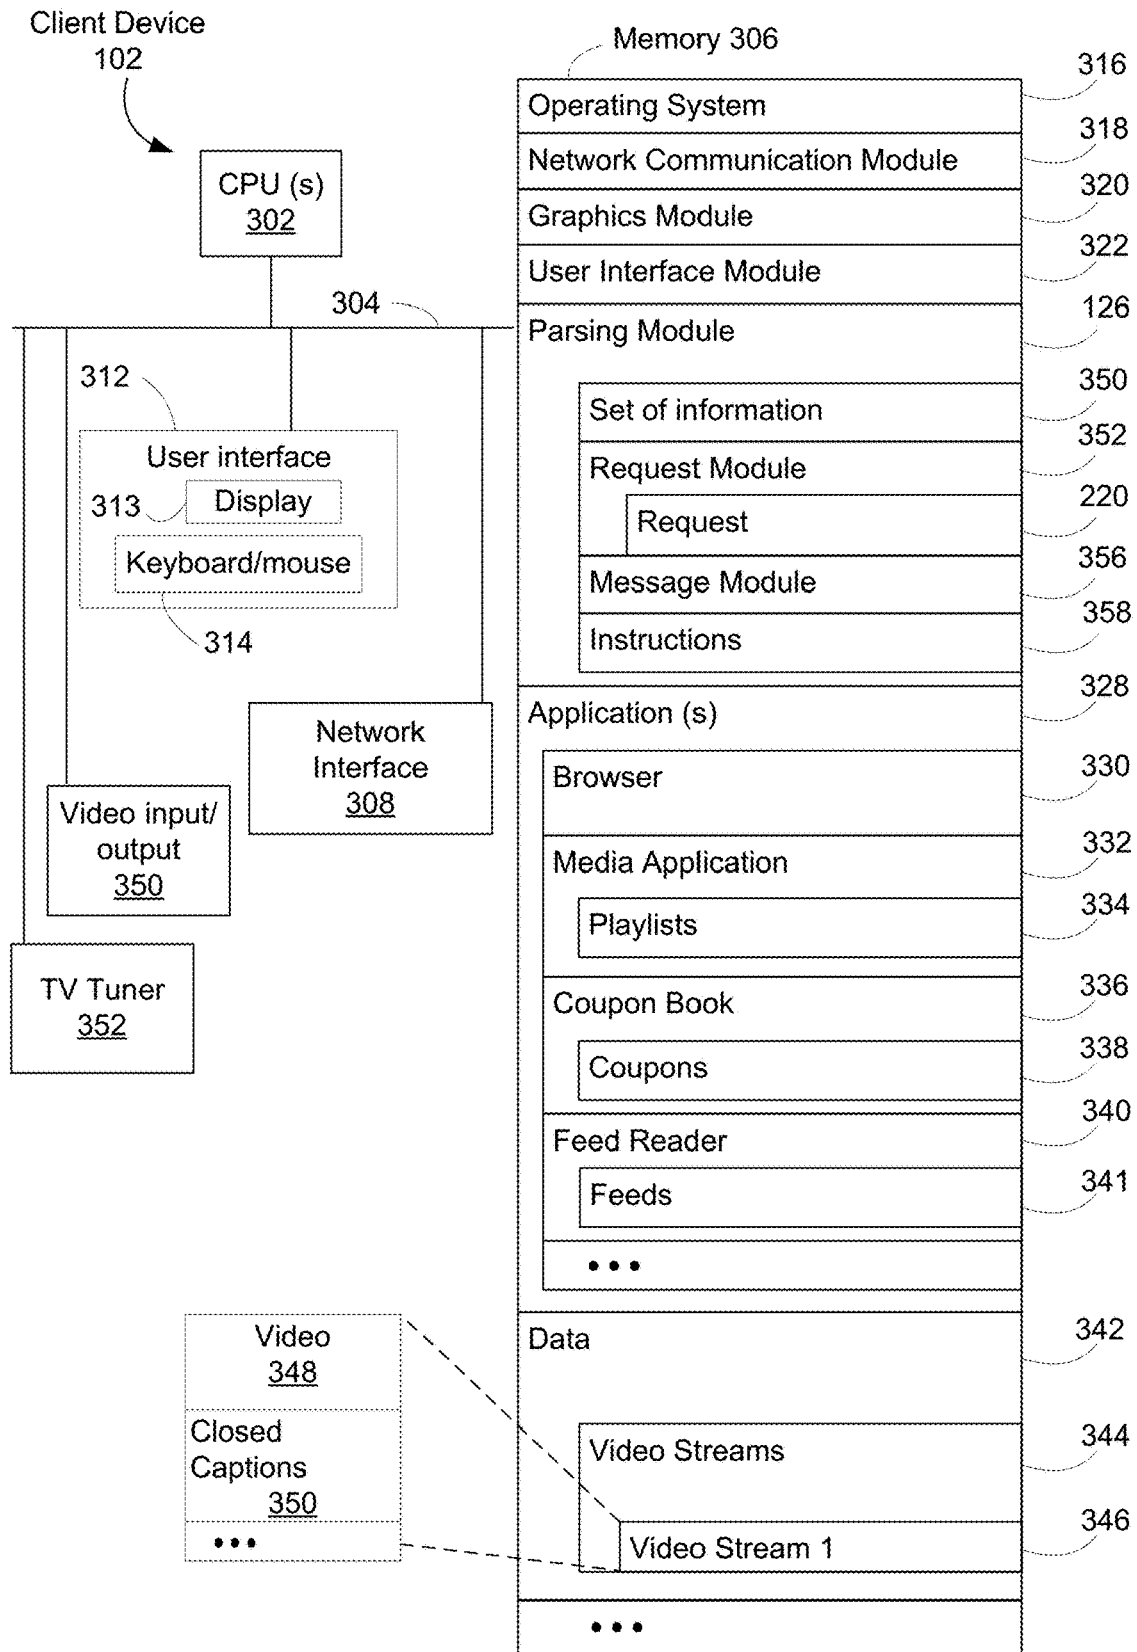 Client Device
102
CPU (s)
302
304
312
User interface
313
Display
Keyboard/mouse
314
Network
Interface
308
Video input/
output
350
TV Tuner
352
Memory 306
Operating System
316
Network Communication Module
318
Graphics Module
320
User Interface Module
322
Parsing Module
126
Set of information
350
Request Module
352
Request
220
Message Module
356
Instructions
358
Application (s)
328
Browser
330
Media Application
332
Playlists
334
Coupon Book
336
Coupons
338
Feed Reader
340
Feeds
341
•••
Data
342
Video Streams
344
Video Stream 1
346
•••
Video
348
Closed
Captions
350
•••